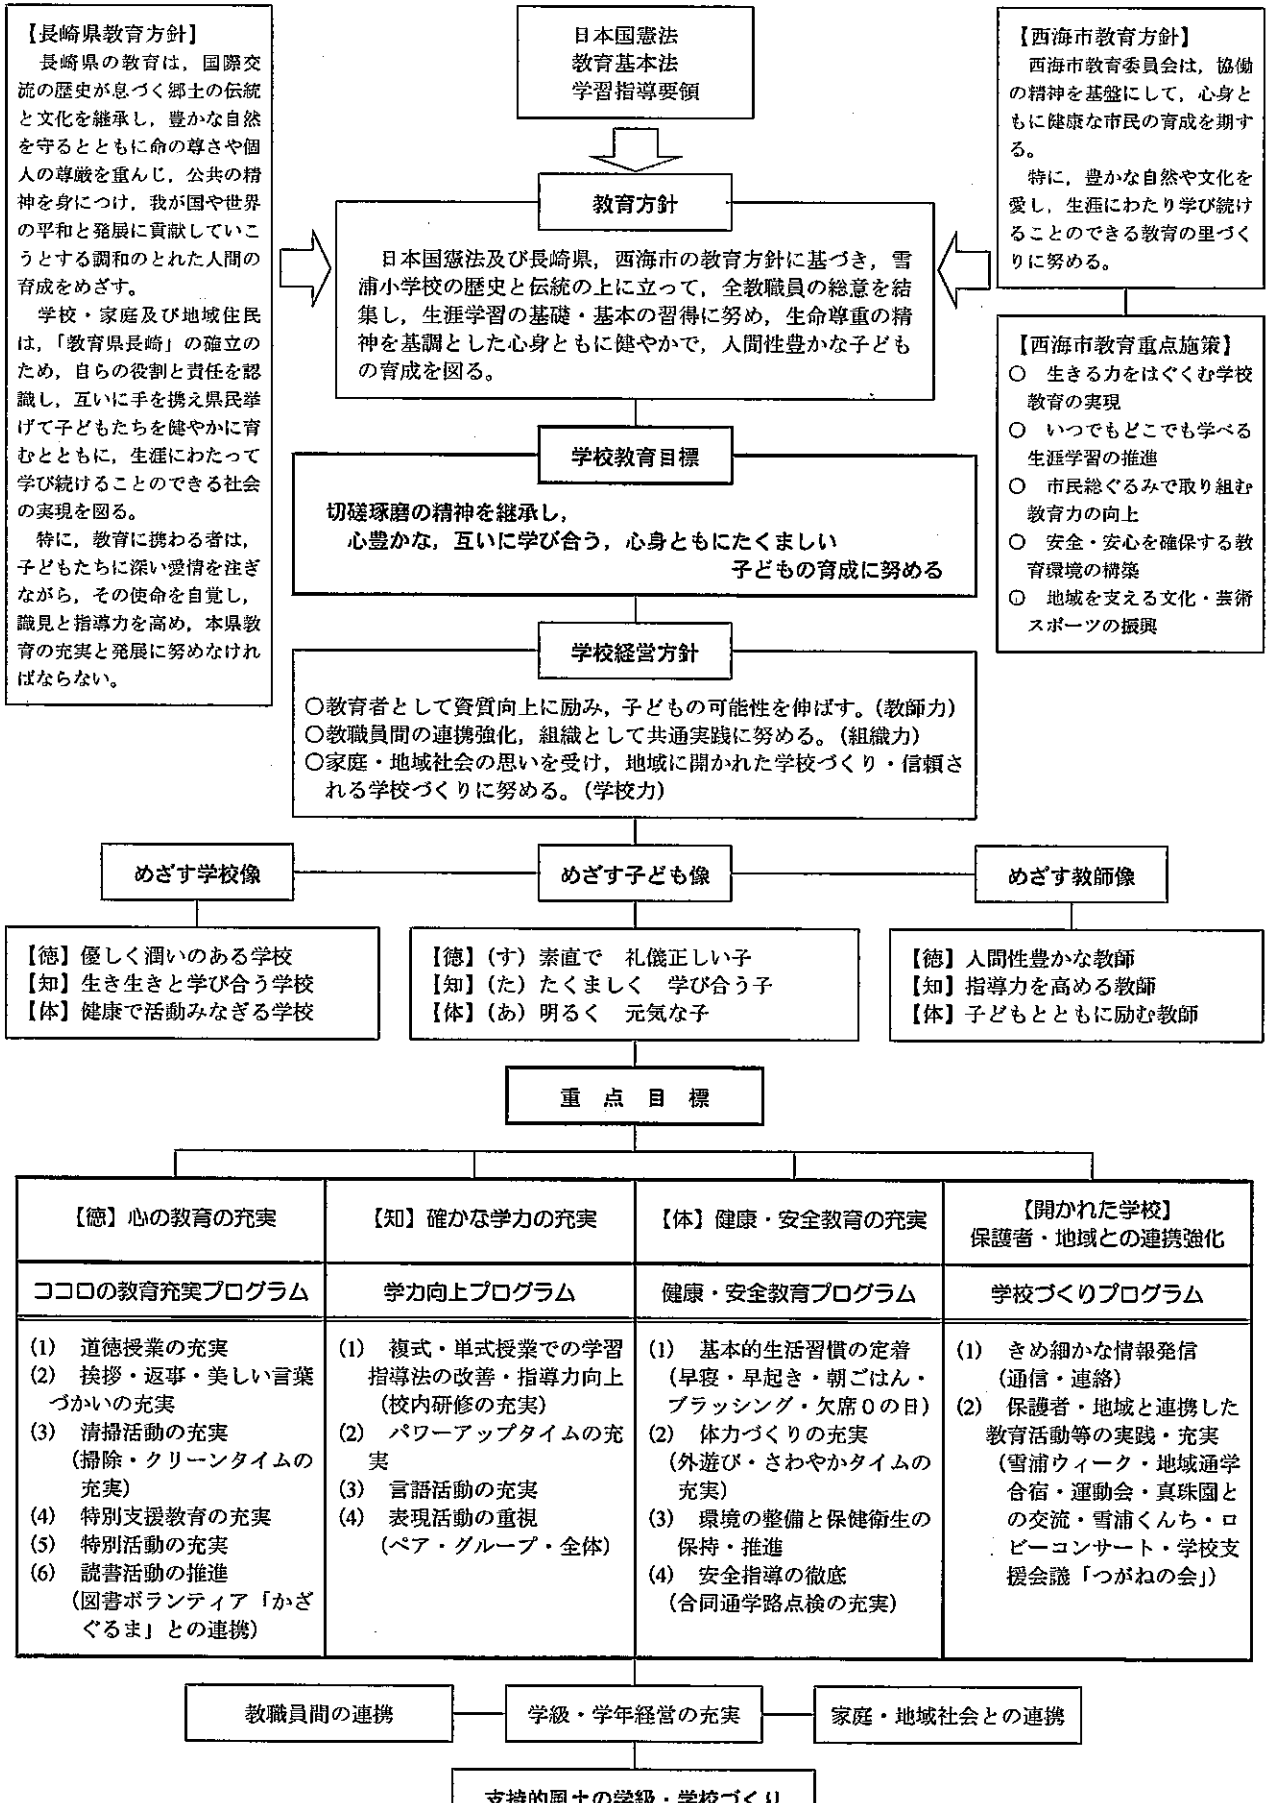 【長崎県教育方針】
長崎県の教育は，国際交
流の歴史が息づく郷土の伝統
と文化を継承し，豊かな自然
を守るとともに命の尊さや個
人の尊厳を重んじ，公共の精
神を身につけ，我が国や世界
の平和と発展に貢献していこ
うとする調和のとれた人間の
育成をめざす。
学校・家庭及び地域住民
は，「教育県長崎」の確立の
ため，自らの役割と責任を認
識し，互いに手を携え県民挙
げて子どもたちを健やかに育
むとともに，生涯にわたって
学び続けることのできる社会
の実現を図る。
特に，教育に携わる者は，
子どもたちに深い愛情を注ぎ
ながら，その使命を自覚し，
識見と指導力を高め，本県教
育の充実と発展に努めなけれ
ばならない。
日本国憲法
教育基本法
学習指導要領
【西海市教育方針】
西海市教育委員会は，協働
の精神を基盤にして，心身と
もに健康な市民の育成を期す
る。
特に，豊かな自然や文化を
愛し，生涯にわたり学び続け
ることのできる教育の里づく
りに努める。
【西海市教育重点施策】
○　生きる力をはぐくむ学校
教育の実現
○　いつでもどこでも学べる
生涯学習の推進
○　市民総ぐるみで取り組む
教育力の向上
○　安全・安心を確保する教
育環境の構築
○　地域を支える文化・芸術
スポーツの振興
教育方針
日本国憲法及び長崎県，西海市の教育方針に基づき，雪
浦小学校の歴史と伝統の上に立って，全教職員の総意を結
集し，生涯学習の基礎・基本の習得に努め，生命尊重の精
神を基調とした心身ともに健やかで，人間性豊かな子ども
の育成を図る。
学校教育目標
切磋琢磨の精神を継承し，
心豊かな，互いに学び合う，心身ともにたくましい
子どもの育成に努める
学校経営方針
○教育者として資質向上に励み，子どもの可能性を伸ばす。（教師力）
○教職員間の連携強化，組織として共通実践に努める。（組織力）
○家庭・地域社会の思いを受け，地域に開かれた学校づくり・信頼さ
れる学校づくりに努める。（学校力）
めざす学校像
【徳】優しく潤いのある学校
【知】生き生きと学び合う学校
【体】健康で活動みなぎる学校
めざす子ども像
【徳】（す）素直で　礼儀正しい子
【知】（た）たくましく　学び合う子
【体】（あ）明るく　元気な子
めざす教師像
【徳】人間性豊かな教師
【知】指導力を高める教師
【体】子どもとともに励む教師
重　点　目　標
【徳】心の教育の充実
ココロの教育充実プログラム
(1)　道徳授業の充実
(2)　挨拶・返事・美しい言葉
づかいの充実
(3)　清掃活動の充実
（掃除・クリーンタイムの
充実）
(4)　特別支援教育の充実
(5)　特別活動の充実
(6)　読書活動の推進
（図書ボランティア「かざ
ぐるま」との連携）
【知】確かな学力の充実
学力向上プログラム
(1)　複式・単式授業での学習
指導法の改善・指導力向上
（校内研修の充実）
(2)　パワーアップタイムの充
実
(3)　言語活動の充実
(4)　表現活動の重視
（ペア・グループ・全体）
【体】健康・安全教育の充実
健康・安全教育プログラム
(1)　基本的生活習慣の定着
（早寝・早起き・朝ごはん・
ブラッシング・欠席０の日）
(2)　体力づくりの充実
（外遊び・さわやかタイムの
充実）
(3)　環境の整備と保健衛生の
保持・推進
(4)　安全指導の徹底
（合同通学路点検の充実）
【開かれた学校】
保護者・地域との連携強化
学校づくりプログラム
(1)　きめ細かな情報発信
（通信・連絡）
(2)　保護者・地域と連携した
教育活動等の実践・充実
（雪浦ウィーク・地域通学
合宿・運動会・真珠園と
の交流・雪浦くんち・ロ
ビーコンサート・学校支
援会議「つがねの会」）
教職員間の連携
学級・学年経営の充実
家庭・地域社会との連携
支持的風土の学級・学校づくり